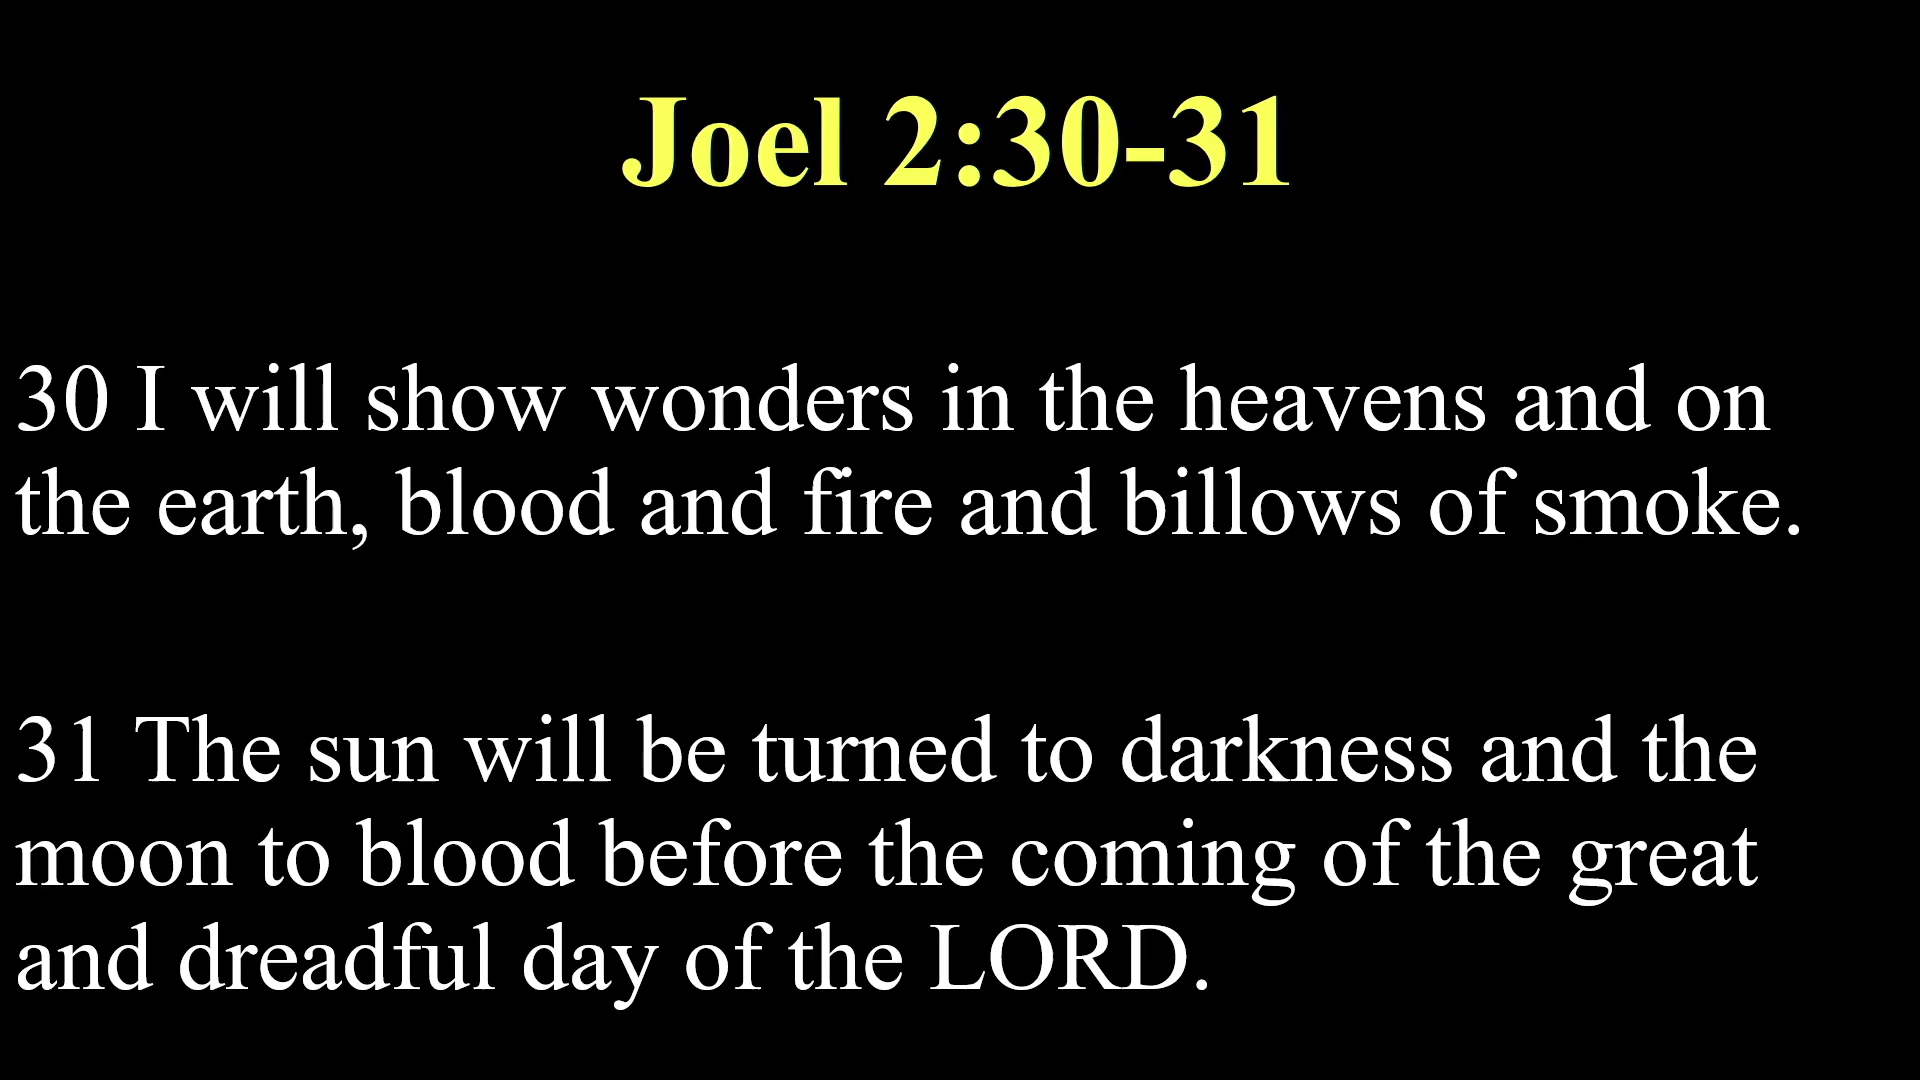 Joel 2:30-31
30 I will show wonders in the heavens and on
the earth, blood and fire and billows of smoke.
31 The sun will be turned to darkness and the
moon to blood before the coming of the great
and dreadful day of the LORD.